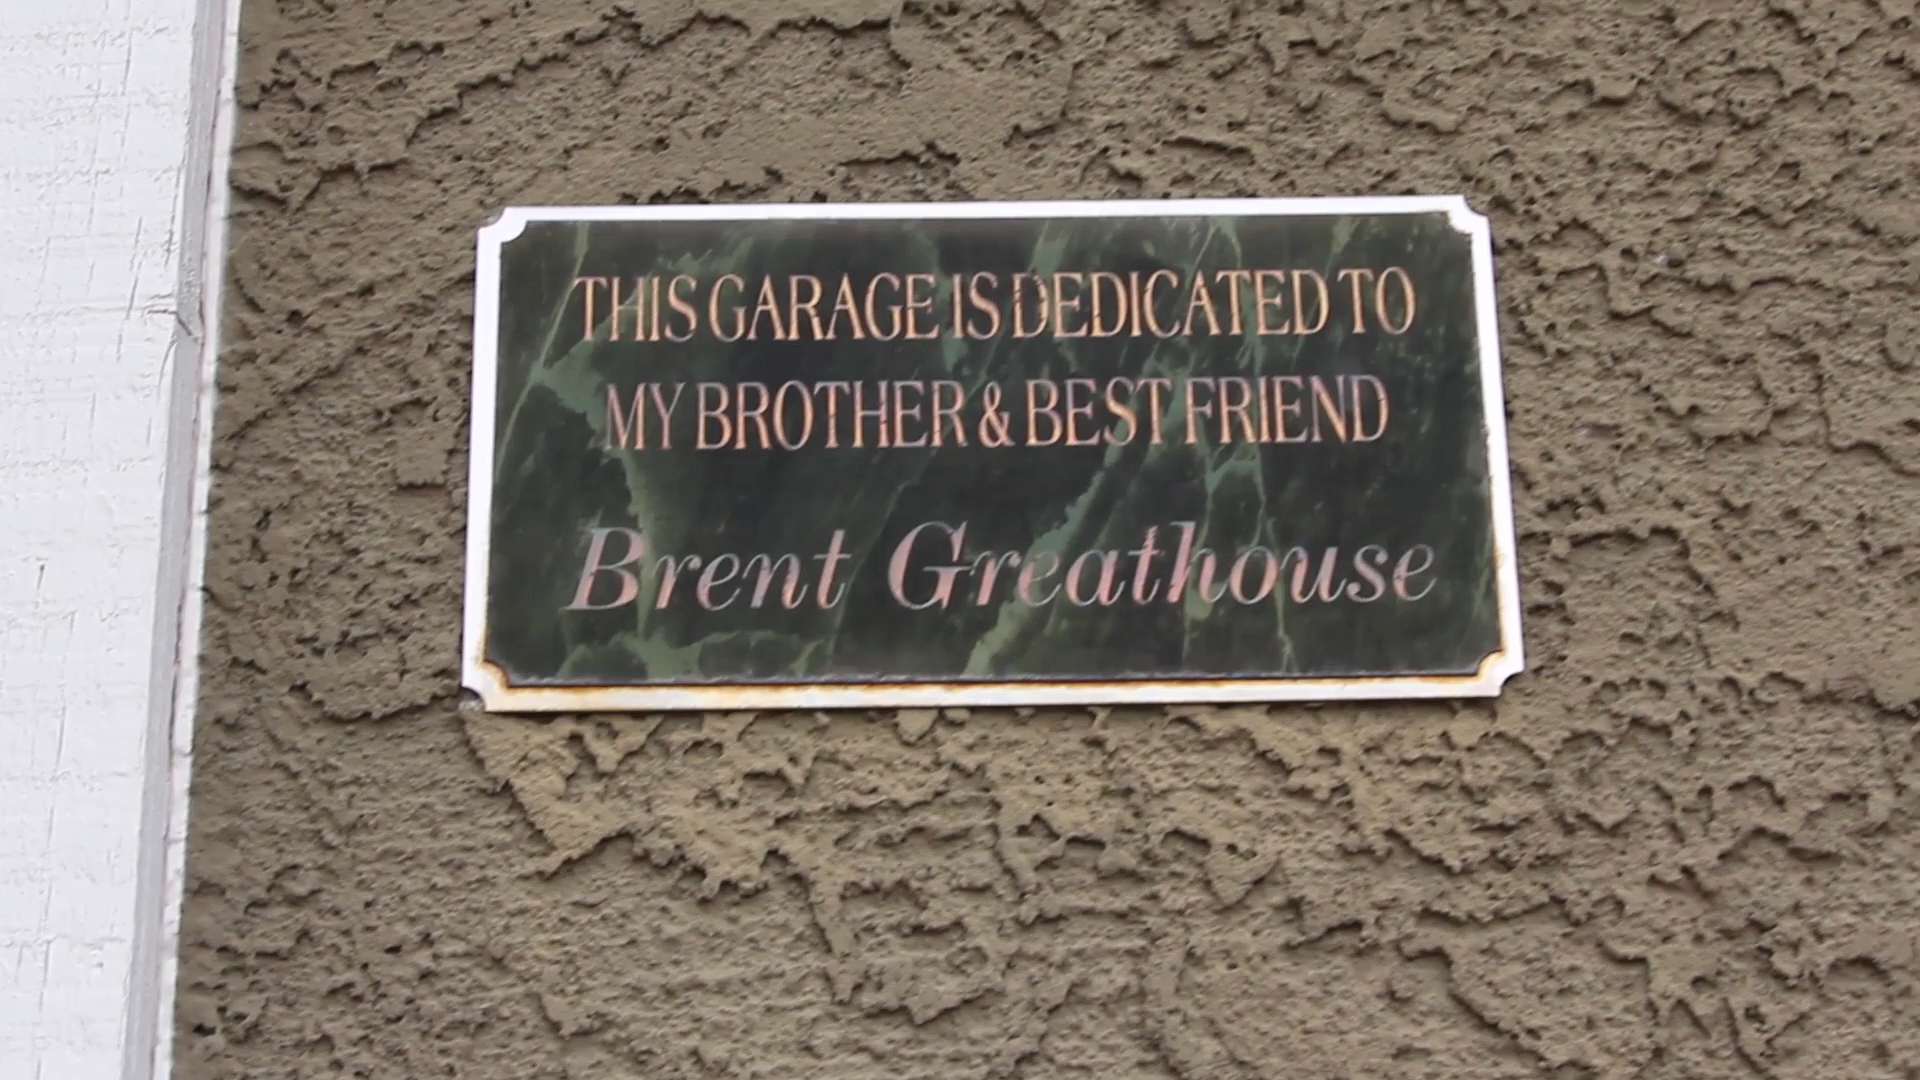 THIS GARAGE IS DEDICATED TO
MY BROTHER & BEST FRIEND
Brent Greathouse